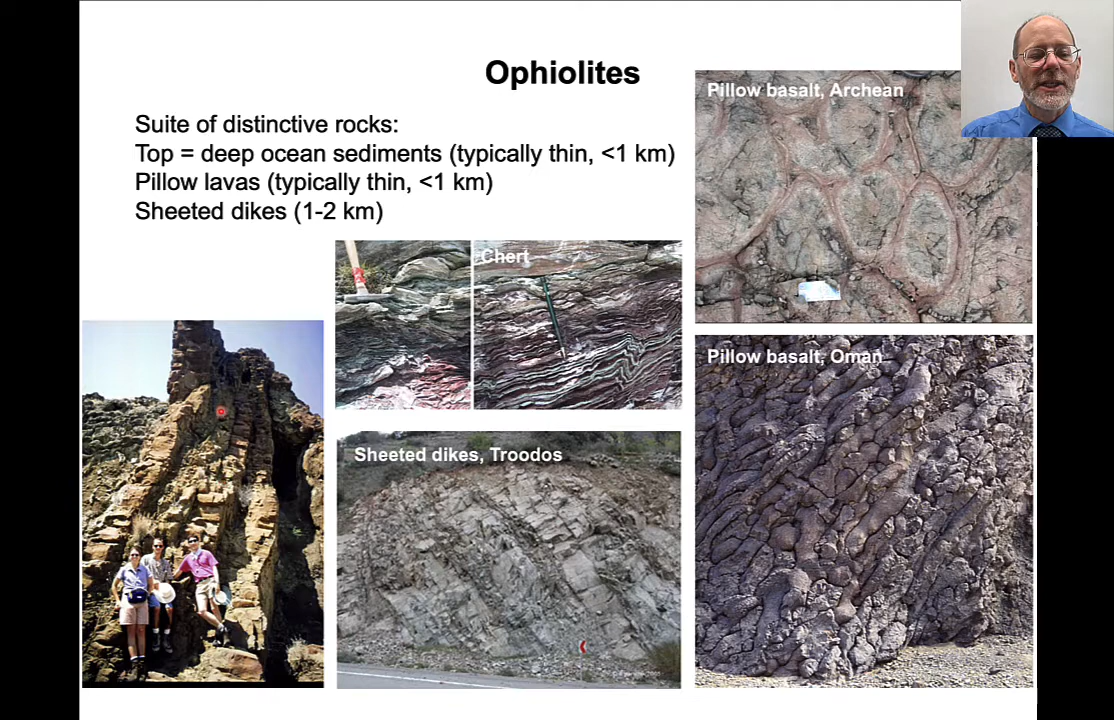 Ophiolites
Suite of distinctive rocks:
Top = deep ocean sediments (typically thin, <1 km)
Pillow lavas (typically thin, <1 km)
Sheeted dikes (1-2 km)
Pillow basalt, Archean
Chert
Pillow basalt, Oman
Sheeted dikes, Troodos